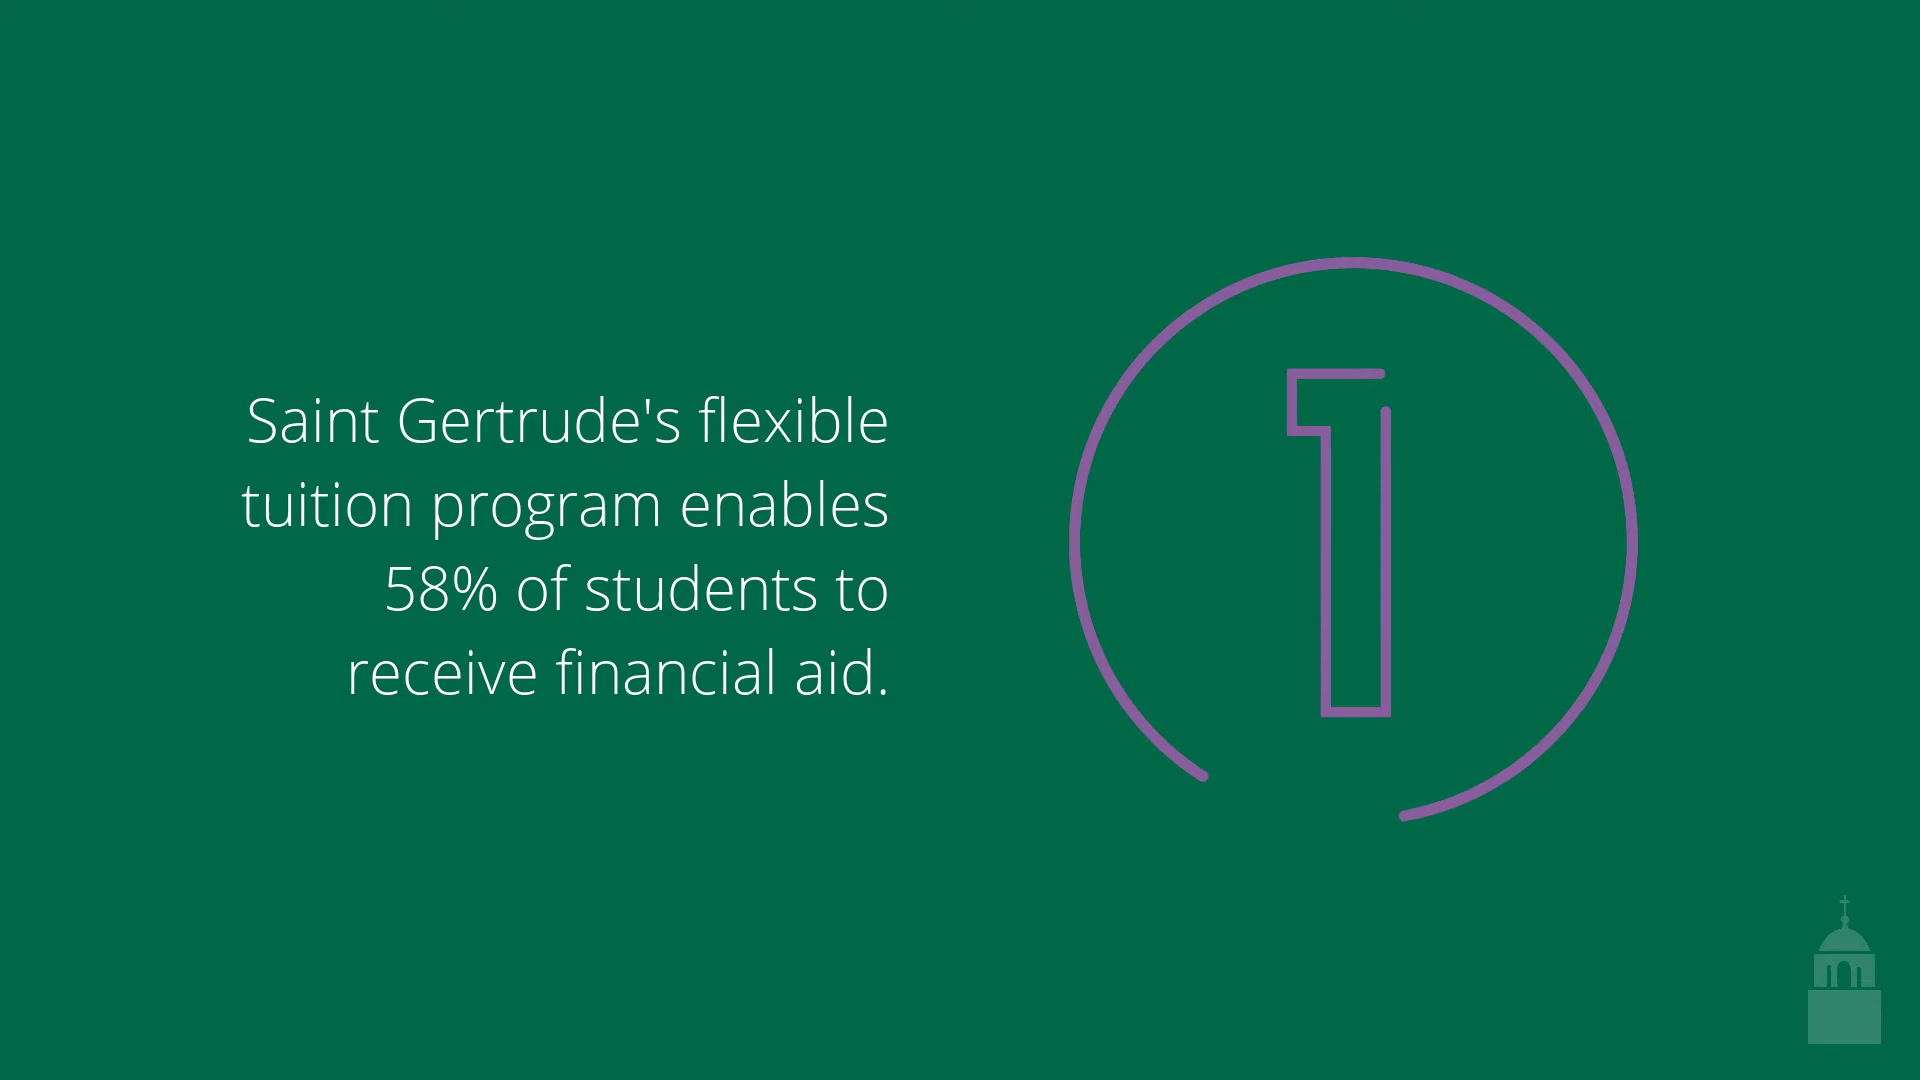 Saint Gertrude's flexible
tuition program enables
58% of students to
receive financial aid.
1